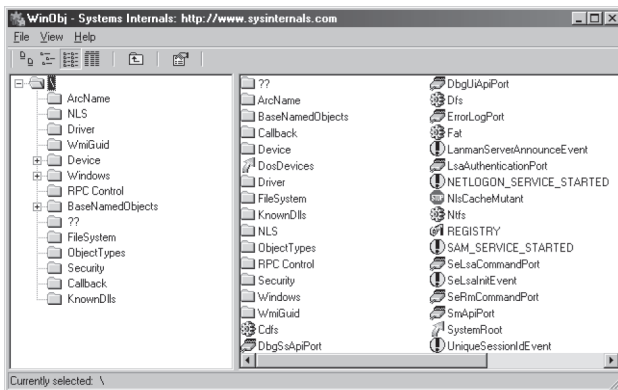 WinObj - Systems Internals: http://www.sysinternals.com
File View Help
\
ArcName
NLS
Driver
WmiGuid
Device
Windows
RPC Control
BaseNamedObjects
??
FileSystem
ObjectTypes
Security
Callback
KnownDlls
??
ArcName
BaseNamedObjects
Callback
Device
DosDevices
Driver
FileSystem
KnownDlls
NLS
ObjectTypes
RPC Control
Security
Windows
WmiGuid
Cdfs
DbgSsApiPort
DbgUiApiPort
Dfs
ErrorLogPort
Fat
LanmanServerAnnounceEvent
LsaAuthenticationPort
NETLOGON_SERVICE_STARTED
NlsCacheMutant
Ntfs
REGISTRY
SAM_SERVICE_STARTED
SeLsaCommandPort
SeLsaInitEvent
SeRmCommandPort
SmApiPort
SystemRoot
UniqueSessionIdEvent
Currently selected: \